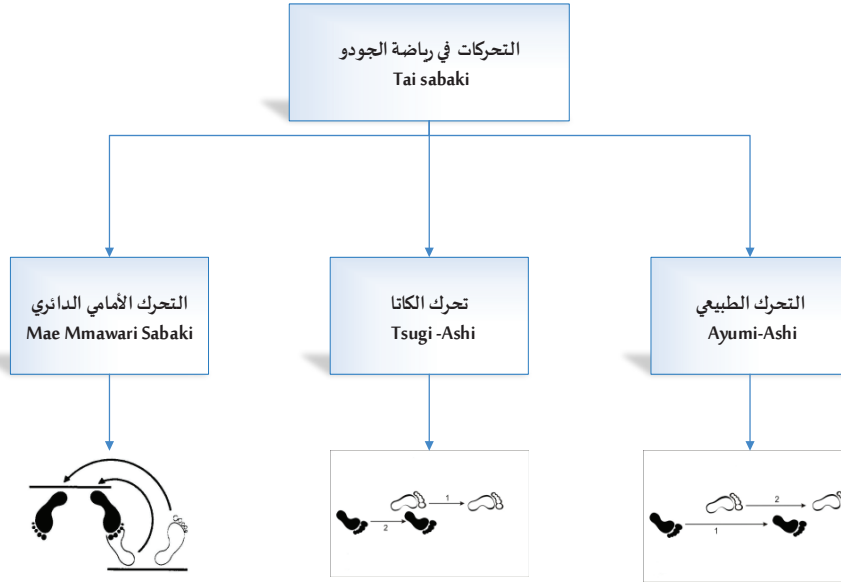 التحركات في رياضة الجودو
Tai sabaki
التحرك الطبيعي
Ayumi-Ashi
تحرك الكاتا
Tsugi -Ashi
التحرك الأمامي الدائري
Mae Mmawari Sabaki
2
1
1
2